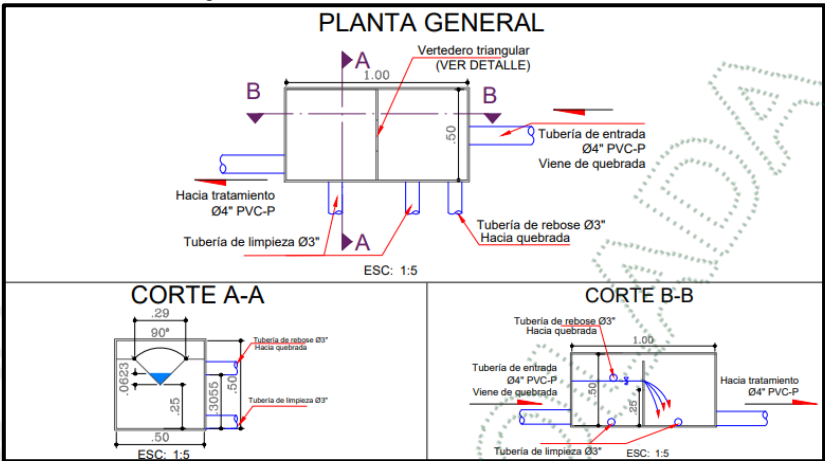 PLANTA GENERAL
A
Vertedero triangular
(VER DETALLE)
1.00
B
B
.50
Tubería de entrada
Ø4" PVC-P
Viene de quebrada
Hacia tratamiento
Ø4" PVC-P
Tubería de rebose Ø3"
Hacia quebrada
Tubería de limpieza Ø3"
A
ESC: 1:5
CORTE A-A
.29
90°
Tubería de rebose Ø3"
Hacia quebrada
.0623
.25
.3055
.50
Tubería de limpieza Ø3"
.50
ESC: 1:5
CORTE B-B
Tubería de rebose Ø3"
Hacia quebrada
1.00
Tubería de entrada
Ø4" PVC-P
Viene de quebrada
.50
.25
Hacia tratamiento
Ø4" PVC-P
Tubería de limpieza Ø3"
ESC: 1:5